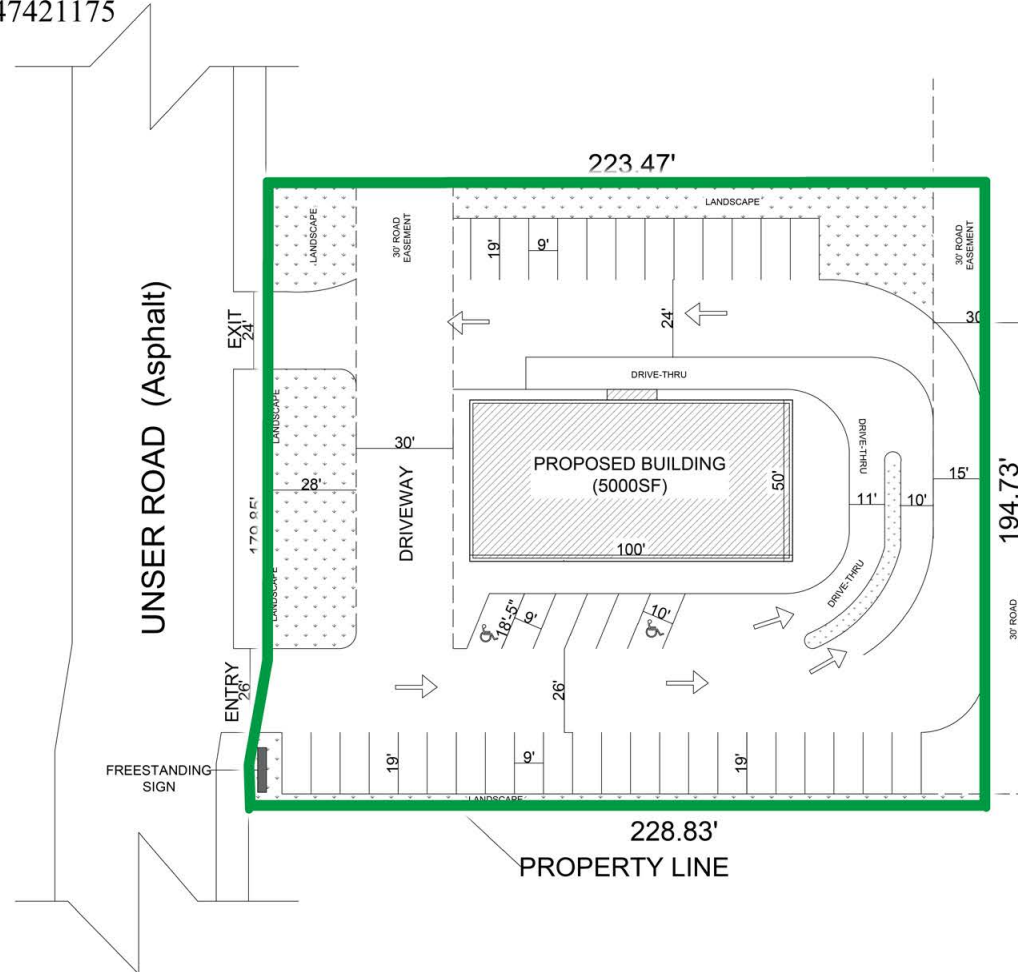 47421175
223.47'
LANDSCAPE
LANDSCAPE
30' ROAD
EASEMENT
19'
9'
30' ROAD
EASEMENT
EXIT
24'
24'
30
DRIVE-THRU
UNSER ROAD (Asphalt)
LANDSCAPE
30'
DRIVEWAY
28'
PROPOSED BUILDING
(5000SF)
50'
100'
DRIVE-THRU
11'
10'
15'
194.73'
179.85'
LANDSCAPE
DRIVE-THRU
18'-5"
9'
10'
30' ROAD
ENTRY
26'
26'
FREESTANDING
SIGN
19'
9'
19'
LANDSCAPE
228.83'
PROPERTY LINE